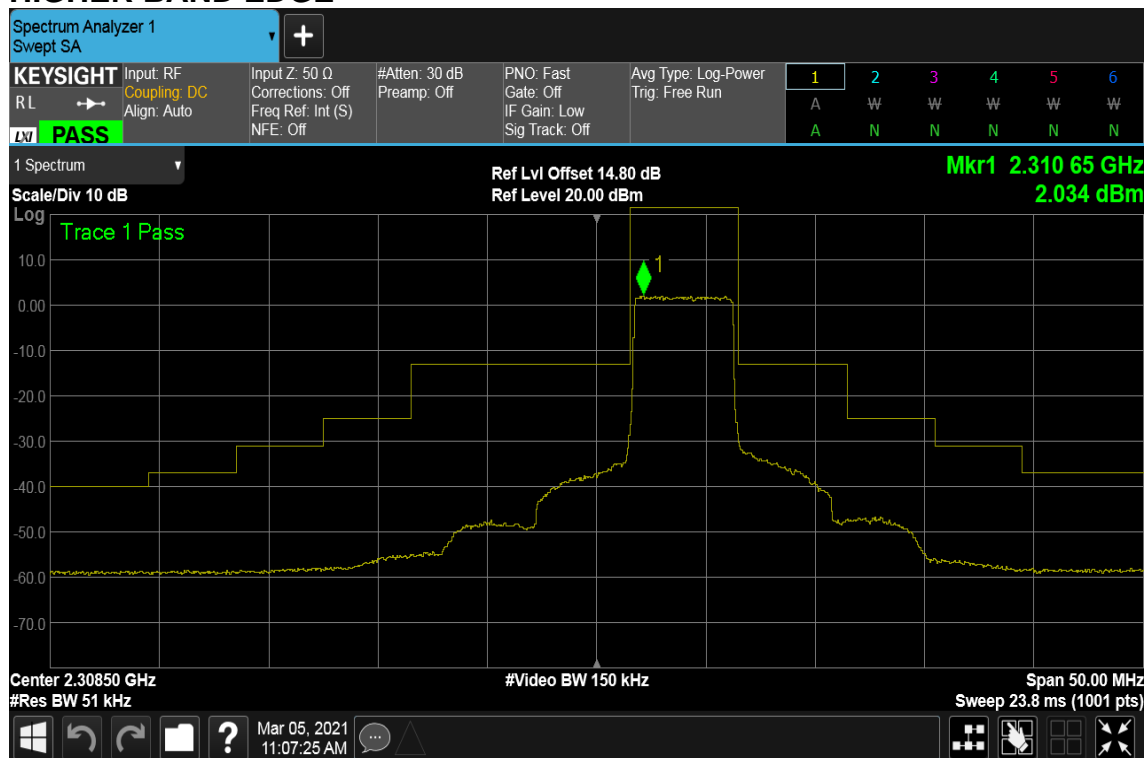 HIGHER BAND EDGE
Spectrum Analyzer 1
Swept SA
KEYSIGHT
R L
LXI PASS
Input: RF
Coupling: DC
Align: Auto
Input Z: 50 Ω
Corrections: Off
Freq Ref: Int (S)
NFE: Off
#Atten: 30 dB
Preamp: Off
PNO: Fast
Gate: Off
IF Gain: Low
Sig Track: Off
Avg Type: Log-Power
Trig: Free Run
1 2 3 4 5 6
A W W W W W
A N N N N N
1 Spectrum
Scale/Div 10 dB
Ref Lvl Offset 14.80 dB
Ref Level 20.00 dBm
Mkr1 2.310 65 GHz
2.034 dBm
Log
Trace 1 Pass
1
10.0
0.00
-10.0
-20.0
-30.0
-40.0
-50.0
-60.0
-70.0
Center 2.30850 GHz
#Video BW 150 kHz
Span 50.00 MHz
#Res BW 51 kHz
Sweep 23.8 ms (1001 pts)
?
Mar 05, 2021
11:07:25 AM